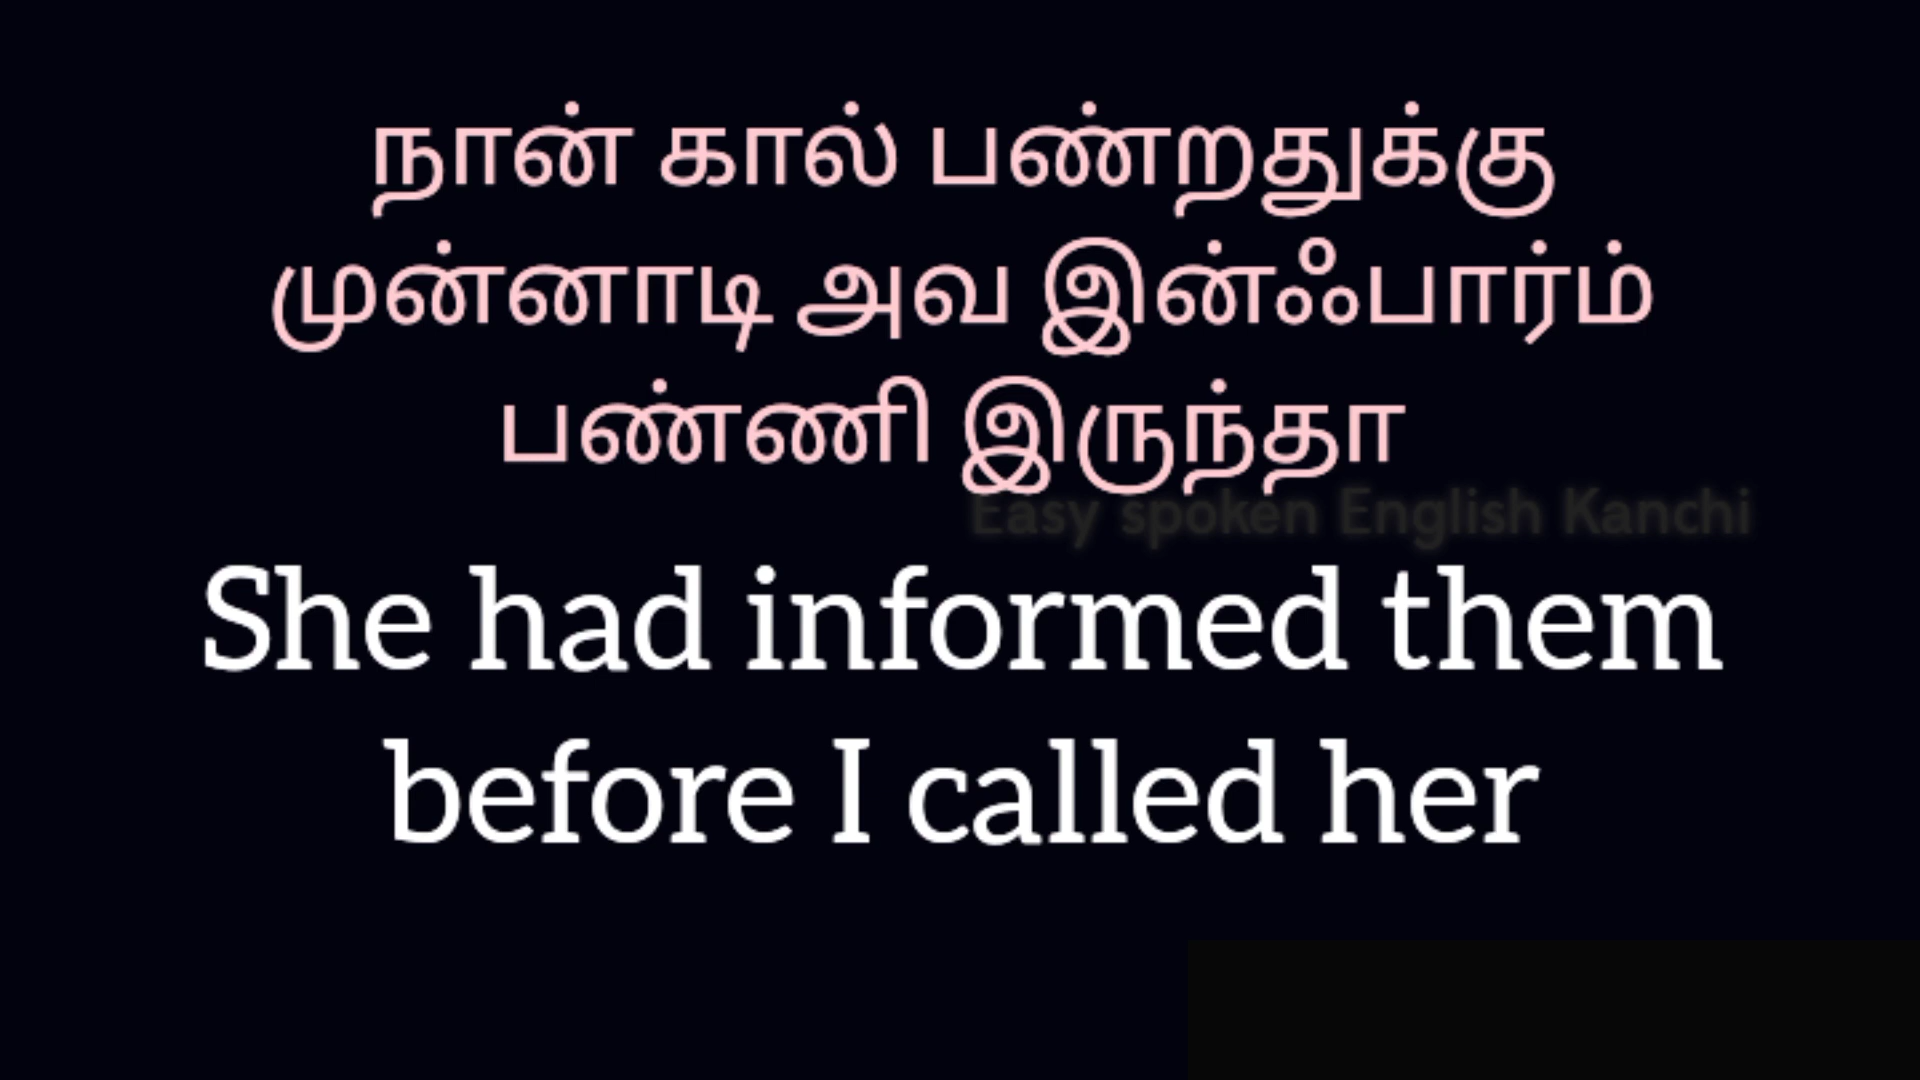 நான் கால் பண்றதுக்கு
முன்னாடி அவ இன்ஃபார்ம்
பண்ணி இருந்தா
Easy spoken English Kanchi
She had informed them
before I called her